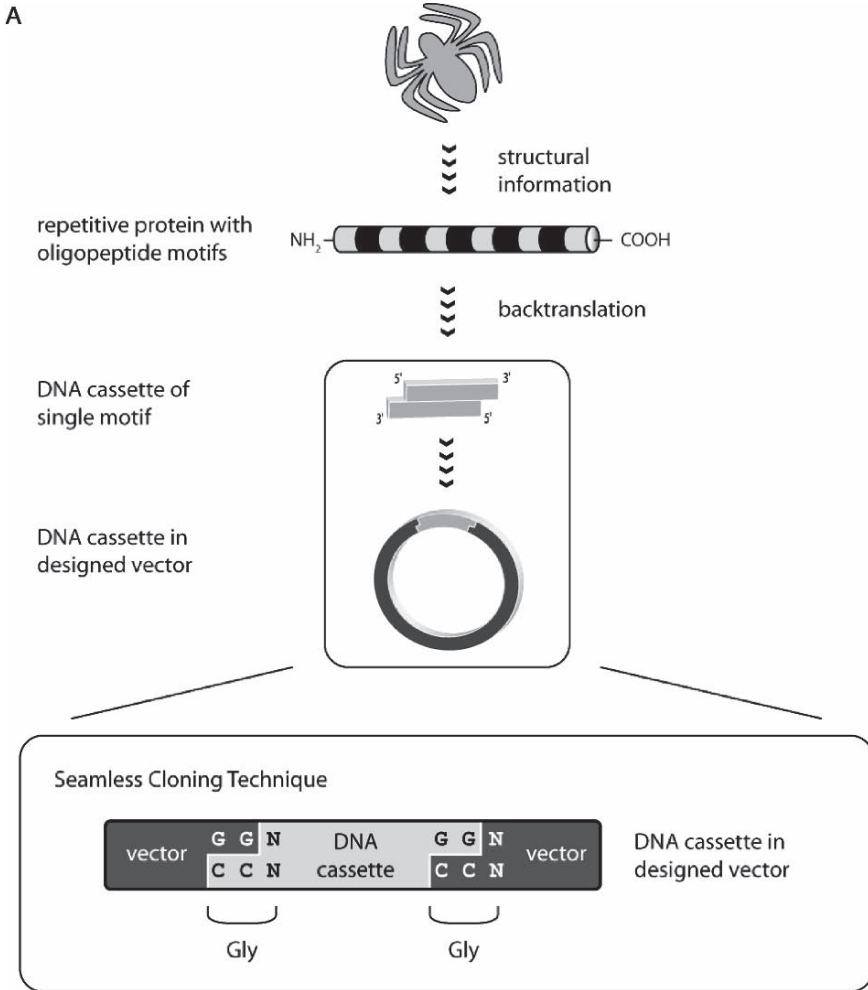 A
structural
information
repetitive protein with
oligopeptide motifs
NH2
COOH
backtranslation
DNA cassette of
single motif
5' 3'
3' 5'
DNA cassette in
designed vector
Seamless Cloning Technique
vector G G N DNA G G N vector
C C N cassette C C N
DNA cassette in
designed vector
Gly Gly